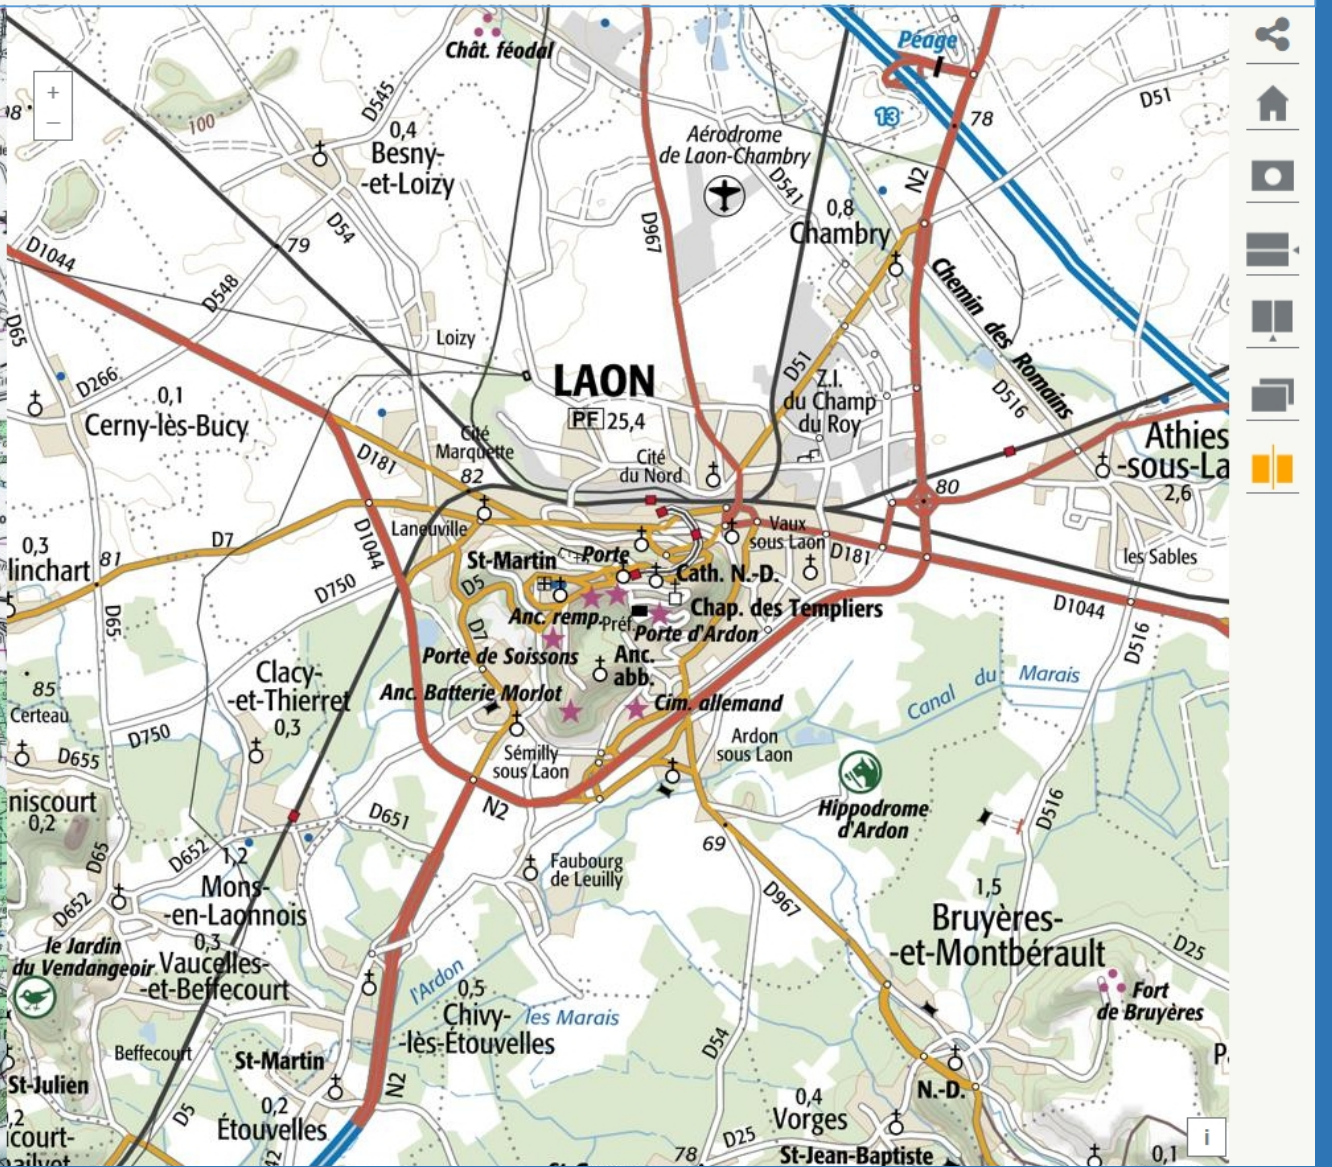 Chât. féodal
Péage
13
78
D51
D545
100
0,4
Besny-
-et-Loizy
Aérodrome
de Laon-Chambry
D541
N2
D967
0,8
Chambry
D54
79
D1044
D548
D65
Chemin des Romains
D516
Loizy
D266
0,1
Cerny-lès-Bucy
LAON
PF 25,4
D51
Z.I.
du Champ
du Roy
Cité
Marquette
D181
82
Cité
du Nord
Athies
-sous-La
2,6
80
Laneuville
Vaux
sous Laon
D181
les Sables
D7
0,3
linchart
81
D1044
D750
St-Martin
Porte
Cath. N.-D.
D5
D65
Anc. remp.
Préf.
Chap. des Templiers
Porte d'Ardon
D1044
D516
D7
Porte de Soissons
Anc.
abb.
Clacy-
-et-Thierret
0,3
Anc. Batterie Morlot
Cim. allemand
Canal du Marais
85
Certeau
D750
D655
Sémilly
sous Laon
Ardon
sous Laon
Hippodrome
d'Ardon
N2
D651
niscourt
0,2
D516
69
D65
D652
1,2
Mons-
-en-Laonnois
Faubourg
de Leuilly
D967
D652
1,5
Bruyères-
-et-Montbérault
D25
le Jardin
du Vendangeoir
0,3
Vaucelles-
-et-Beffecourt
l'Ardon
0,5
Chivy-
-lès-Étouvelles
les Marais
Fort
de Bruyères
D54
Beffecourt
St-Martin
St-Julien
N2
N.-D.
D5
0,2
Étouvelles
0,4
Vorges
,2
icourt-
D25
78
St-Jean-Baptiste
0,1
i